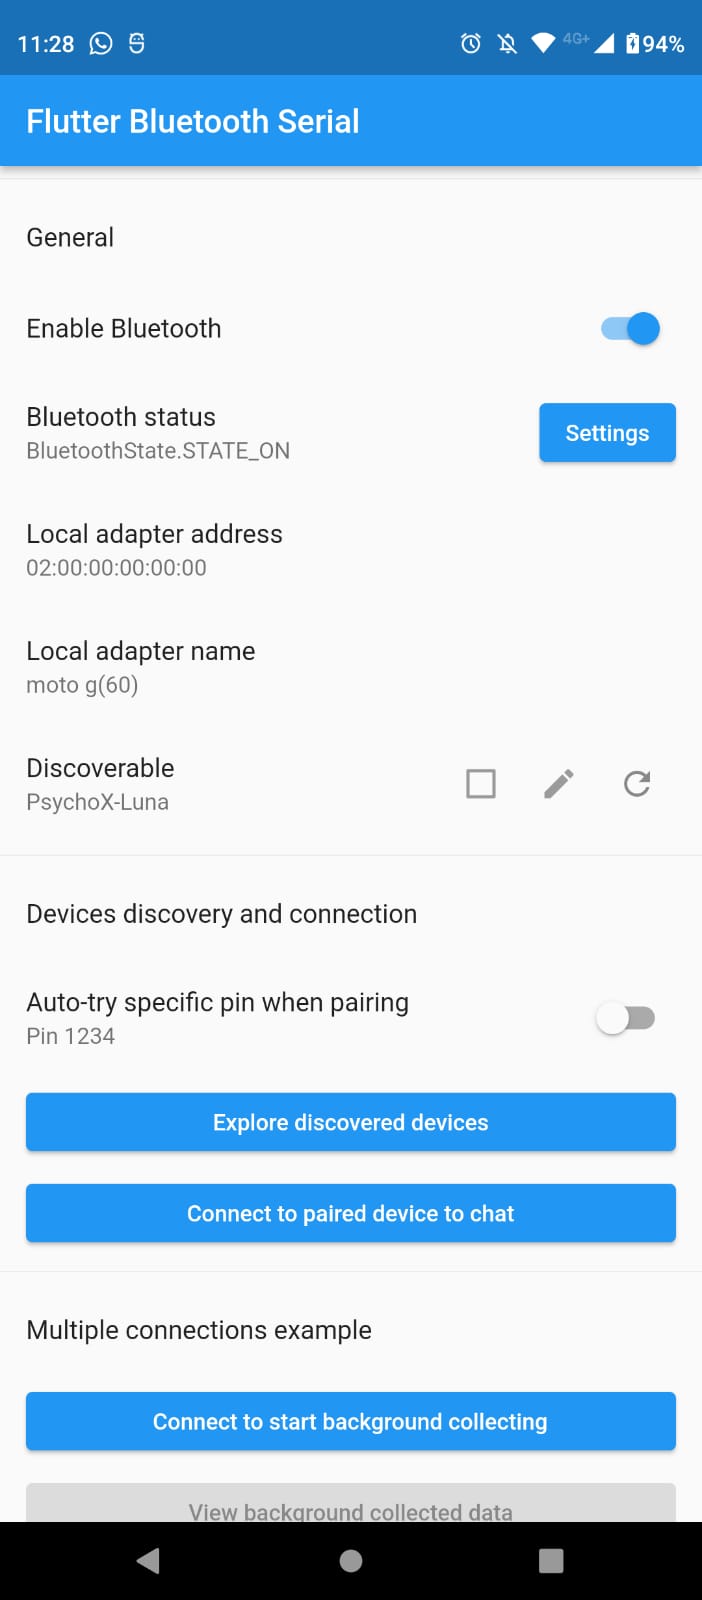 11:28 4G+ 94%
Flutter Bluetooth Serial
General
Enable Bluetooth
Bluetooth status
BluetoothState.STATE_ON
Settings
Local adapter address
02:00:00:00:00:00
Local adapter name
moto g(60)
Discoverable
PsychoX-Luna
Devices discovery and connection
Auto-try specific pin when pairing
Pin 1234
Explore discovered devices
Connect to paired device to chat
Multiple connections example
Connect to start background collecting
View background collected data